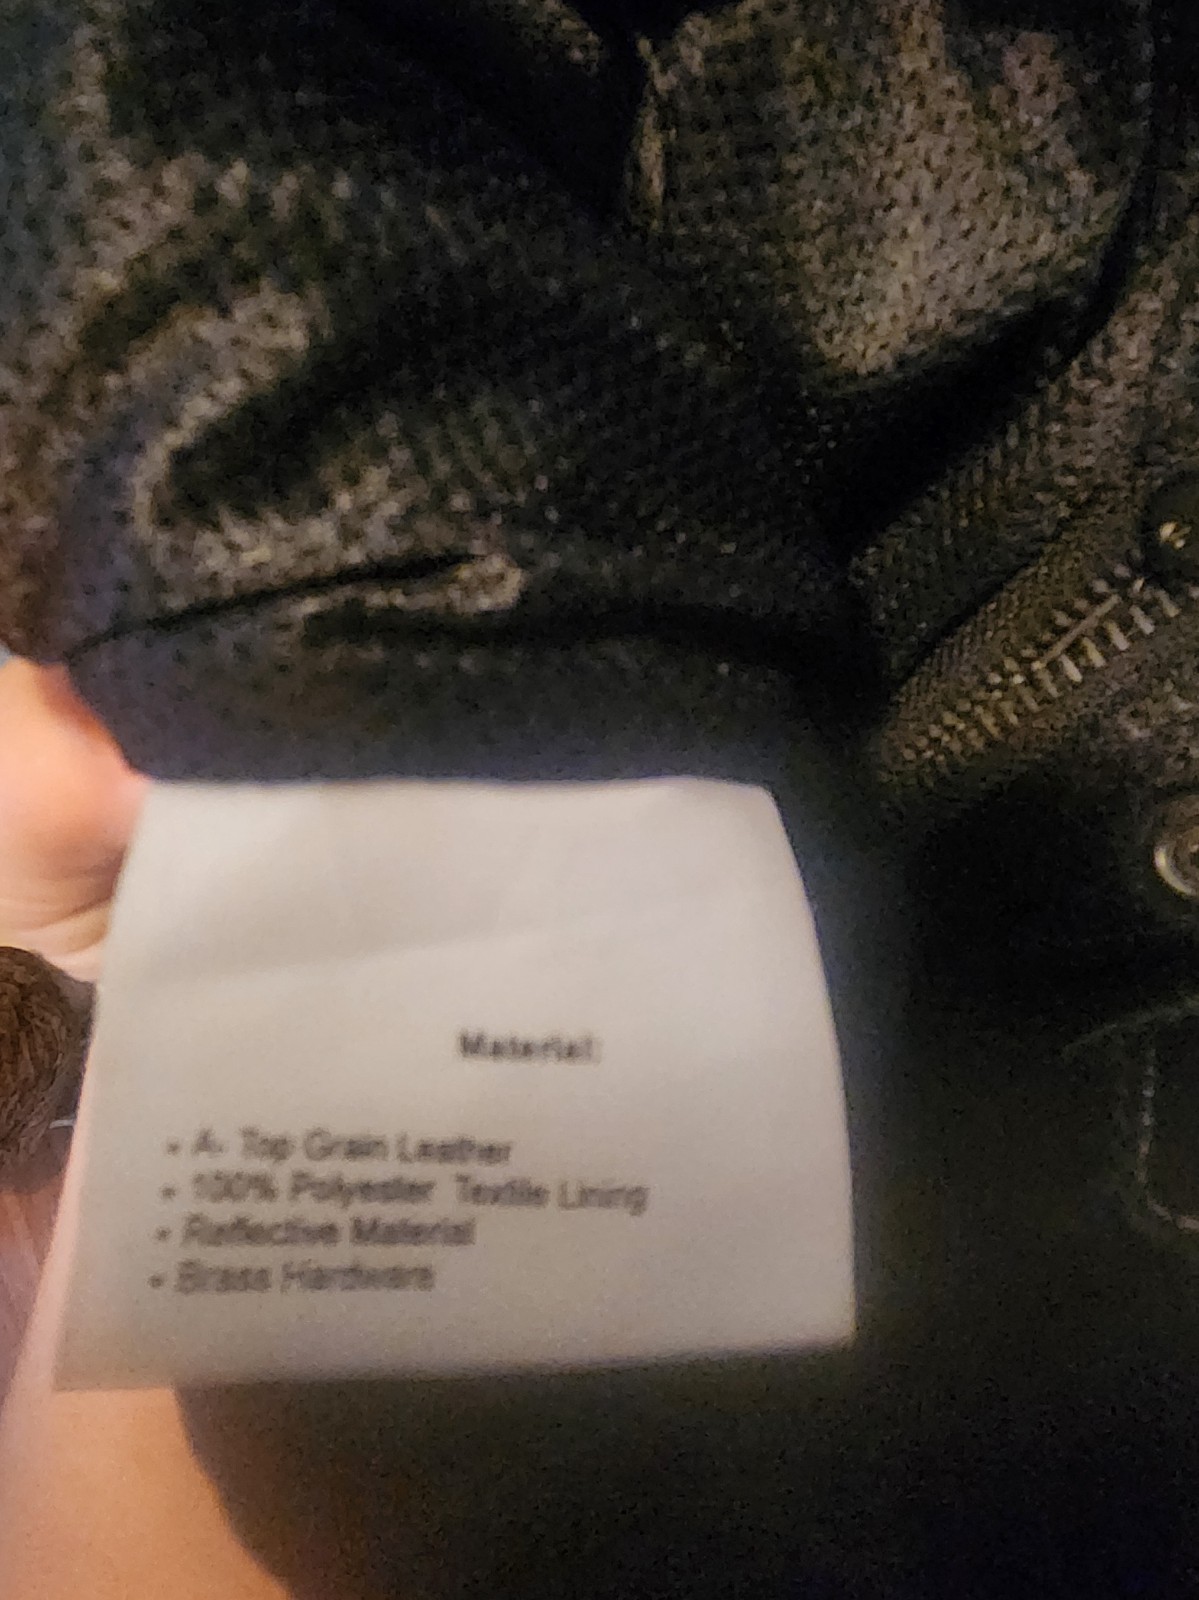 Material:
• A- Top Grain Leather
• 100% Polyester Textile Lining
• Reflective Material
• Brass Hardware